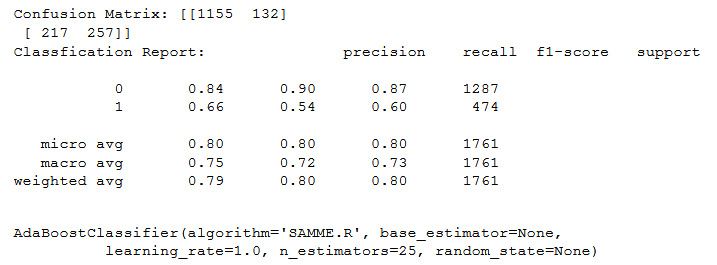 Confusion Matrix: [[1155  132]
 [ 217  257]]
Classfication Report:               precision    recall  f1-score   support
           0       0.84      0.90      0.87      1287
           1       0.66      0.54      0.60       474
   micro avg       0.80      0.80      0.80      1761
   macro avg       0.75      0.72      0.73      1761
weighted avg       0.79      0.80      0.80      1761
AdaBoostClassifier(algorithm='SAMME.R', base_estimator=None,
          learning_rate=1.0, n_estimators=25, random_state=None)